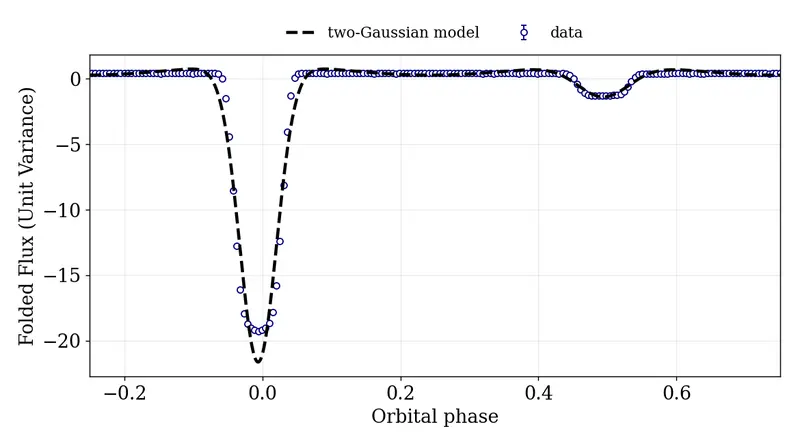 two-Gaussian model
data
Folded Flux (Unit Variance)
0
−5
−10
−15
−20
−0.2
0.0
0.2
0.4
0.6
Orbital phase